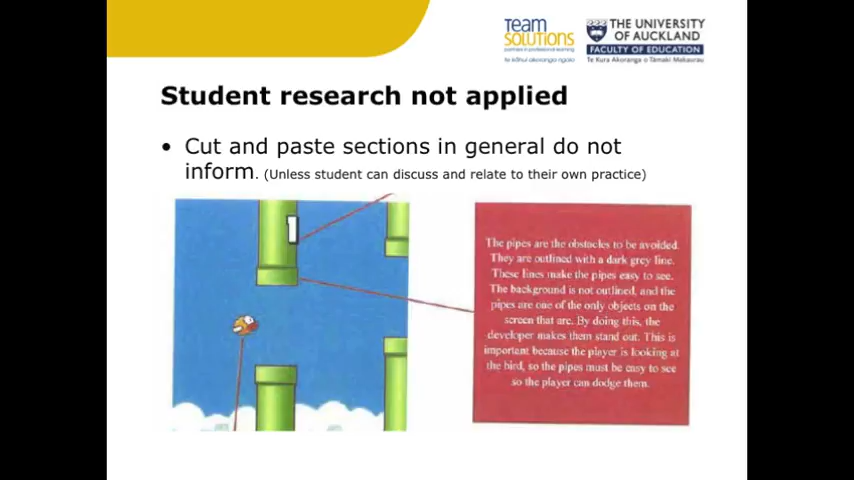 team
solutions
partners in professional learning
te kāhui akoranga ngaio
THE UNIVERSITY
OF AUCKLAND
FACULTY OF EDUCATION
Te Kura Akoranga o Tāmaki Makaurau
Student research not applied
• Cut and paste sections in general do not
inform. (Unless student can discuss and relate to their own practice)
1
The pipes are the obstacles to be avoided.
They are outlined with a dark grey line.
These lines make the pipes easy to see.
The background is not outlined, and the
pipes are one of the only objects on the
screen that are. By doing this, the
developer makes them stand out. This is
important because the player is looking at
the bird, so the pipes must be easy to see
so the player can dodge them.